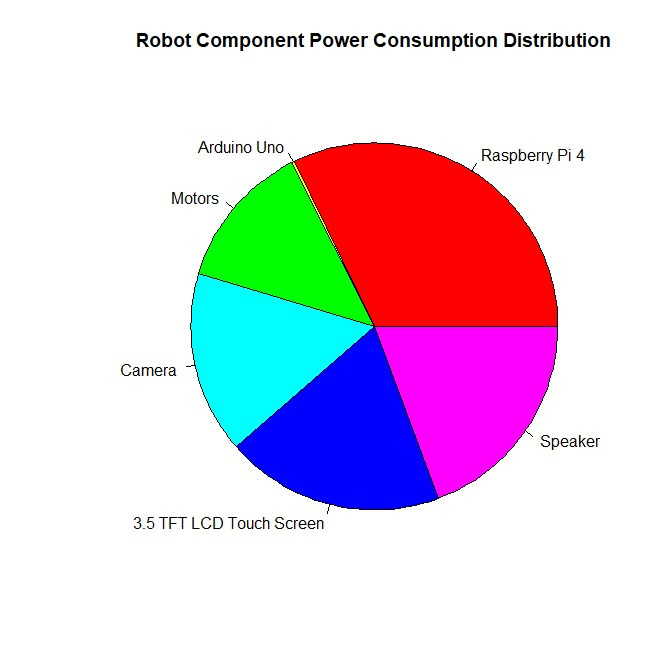 Robot Component Power Consumption Distribution
Arduino Uno
Raspberry Pi 4
Motors
Camera
Speaker
3.5 TFT LCD Touch Screen